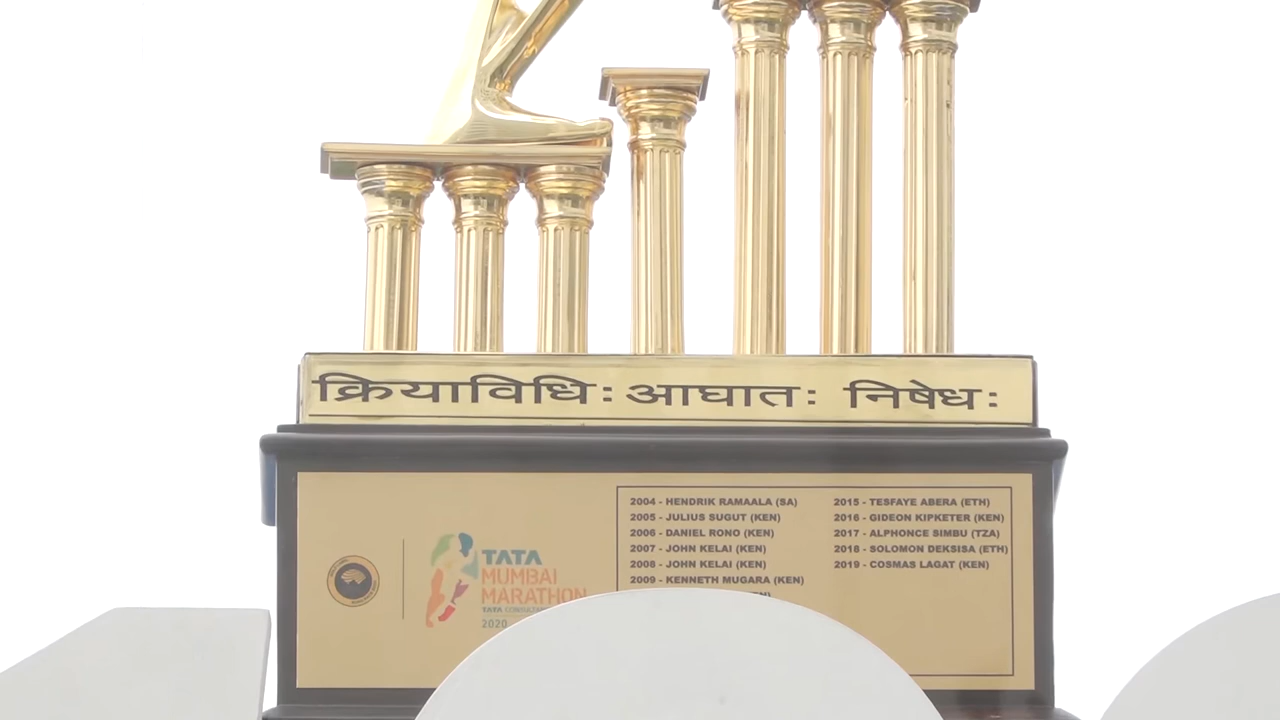 क्रियाविधि: आघात: निषेध:
TATA
MUMBAI
MARATHON
TATA
2020
2004 - HENDRIK RAMAALA (SA)
2005 - JULIUS SUGUT (KEN)
2006 - DANIEL RONO (KEN)
2007 - JOHN KELAI (KEN)
2008 - JOHN KELAI (KEN)
2009 - KENNETH MUGARA (KEN)
2015 - TESFAYE ABERA (ETH)
2016 - GIDEON KIPKETER (KEN)
2017 - ALPHONCE SIMBU (TZA)
2018 - SOLOMON DEKSISA (ETH)
2019 - COSMAS LAGAT (KEN)